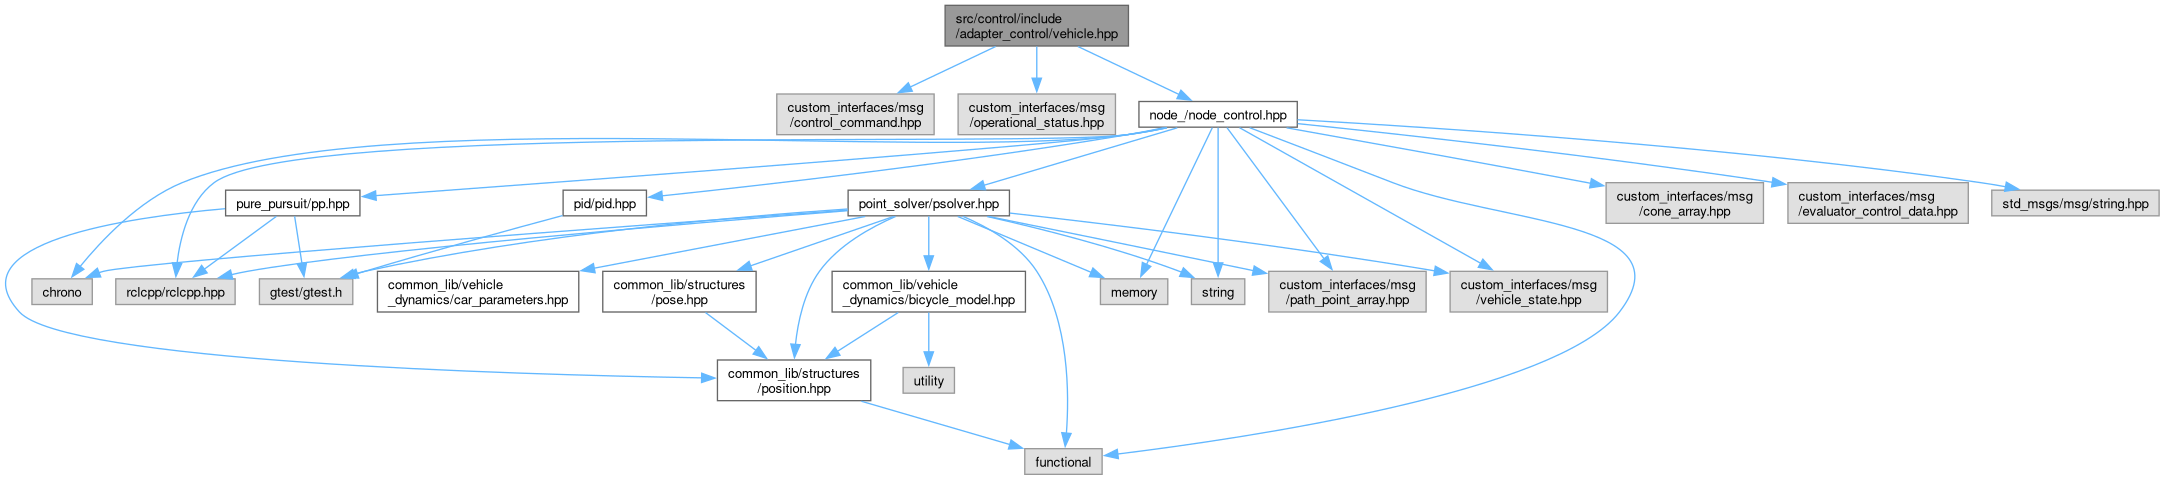 src/control/include
/adapter_control/vehicle.hpp
custom_interfaces/msg
/control_command.hpp
custom_interfaces/msg
/operational_status.hpp
node_/node_control.hpp
pure_pursuit/pp.hpp
pid/pid.hpp
point_solver/psolver.hpp
custom_interfaces/msg
/cone_array.hpp
custom_interfaces/msg
/evaluator_control_data.hpp
std_msgs/msg/string.hpp
chrono
rclcpp/rclcpp.hpp
gtest/gtest.h
common_lib/vehicle
_dynamics/car_parameters.hpp
common_lib/structures
/pose.hpp
common_lib/vehicle
_dynamics/bicycle_model.hpp
memory
string
custom_interfaces/msg
/path_point_array.hpp
custom_interfaces/msg
/vehicle_state.hpp
common_lib/structures
/position.hpp
utility
functional